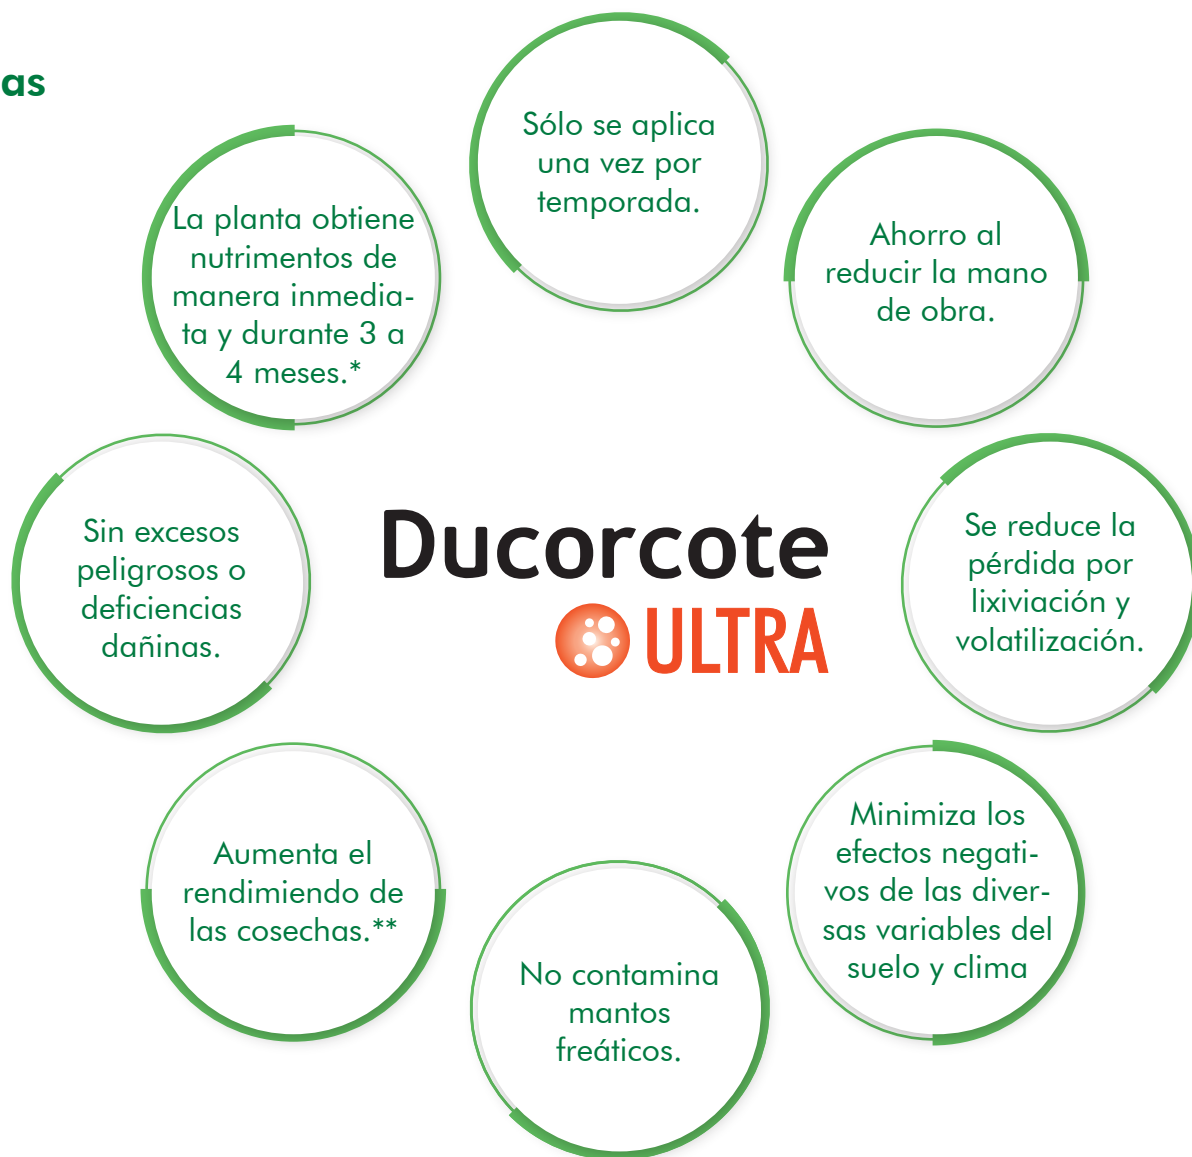 as
Sólo se aplica
una vez por
temporada.
Ahorro al
reducir la mano
de obra.
Se reduce la
pérdida por
lixiviación y
volatilización.
Minimiza los
efectos negati-
vos de las diver-
sas variables del
suelo y clima
No contamina
mantos
freáticos.
Aumenta el
rendimiendo de
las cosechas.**
Sin excesos
peligrosos o
deficiencias
dañinas.
La planta obtiene
nutrimentos de
manera inmedia-
ta y durante 3 a
4 meses.*
Ducorcote
ULTRA